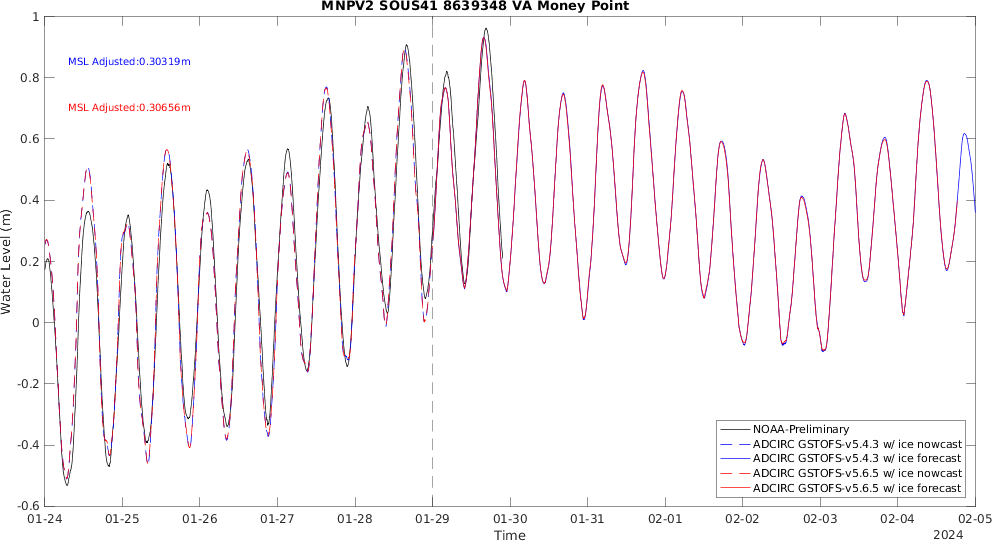 MNPV2 SOUS41 8639348 VA Money Point
MSL Adjusted:0.30319m
MSL Adjusted:0.30656m
Water Level (m)
1
0.8
0.6
0.4
0.2
0
-0.2
-0.4
-0.6
NOAA-Preliminary
ADCIRC GSTOFS-v5.4.3 w/ ice nowcast
ADCIRC GSTOFS-v5.4.3 w/ ice forecast
ADCIRC GSTOFS-v5.6.5 w/ ice nowcast
ADCIRC GSTOFS-v5.6.5 w/ ice forecast
01-24 01-25 01-26 01-27 01-28 01-29 01-30 01-31 02-01 02-02 02-03 02-04 02-05
Time
2024